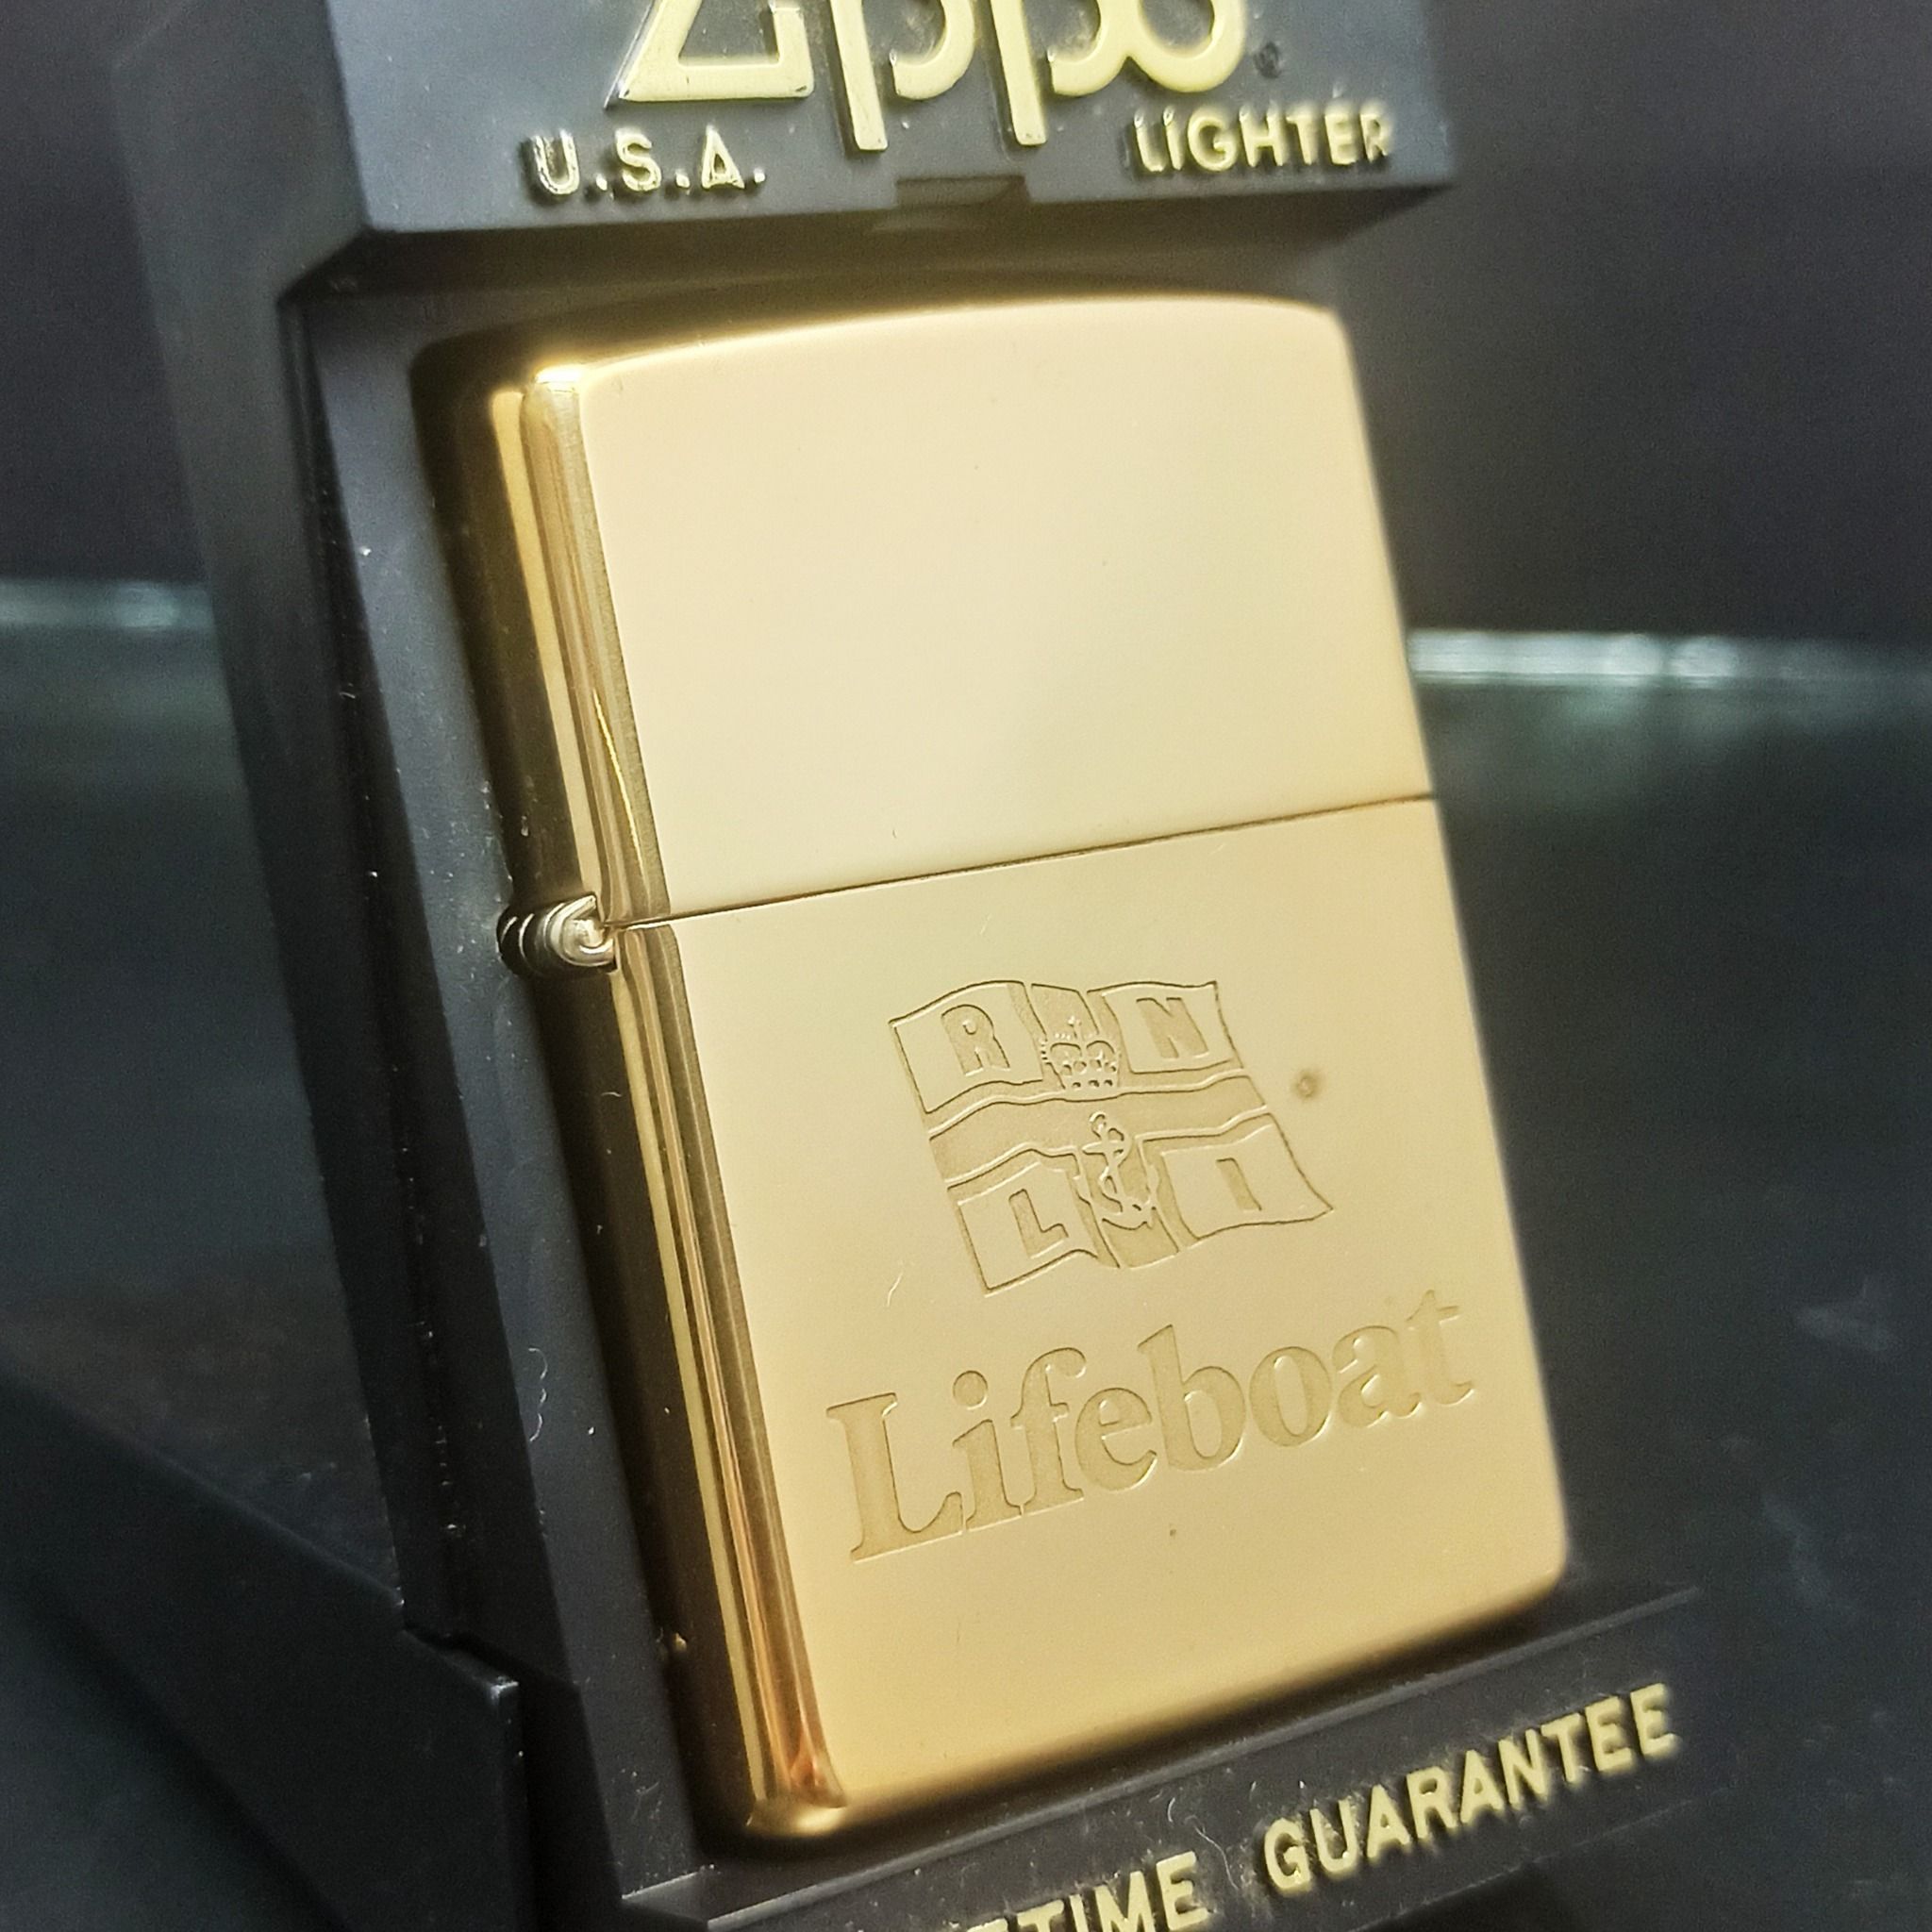 Zippo
U.S.A. LIGHTER
R N
L I
Lifeboat
GUARANTEE